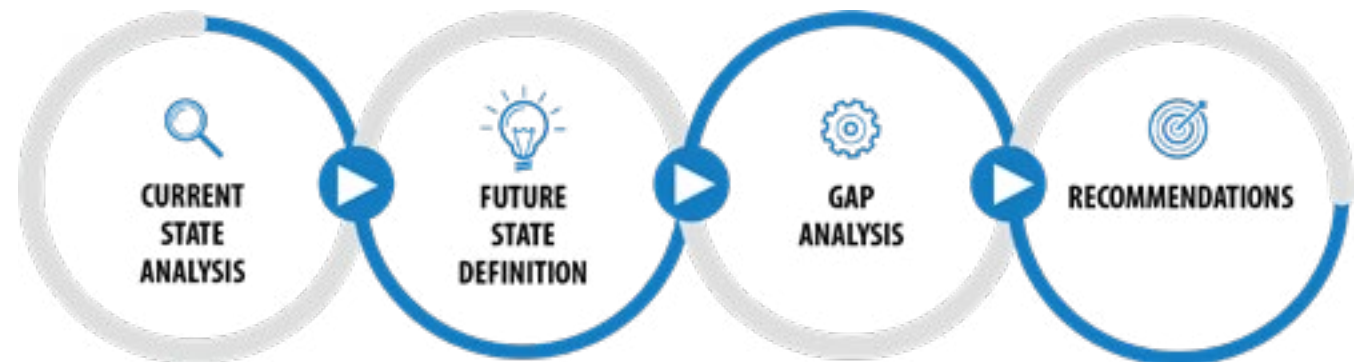 CURRENT
STATE
ANALYSIS
FUTURE
STATE
DEFINITION
GAP
ANALYSIS
RECOMMENDATIONS